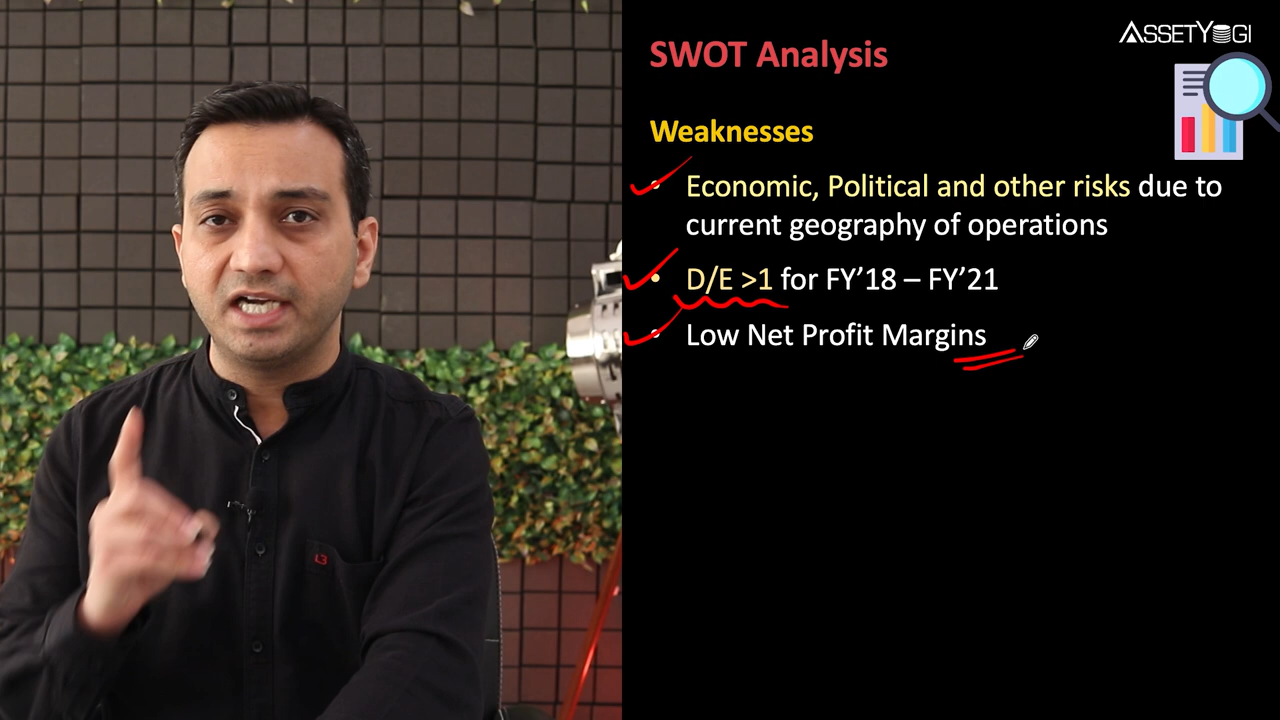 ASSETYOGI
SWOT Analysis
Weaknesses
• Economic, Political and other risks due to
current geography of operations
• D/E >1 for FY’18 – FY’21
• Low Net Profit Margins